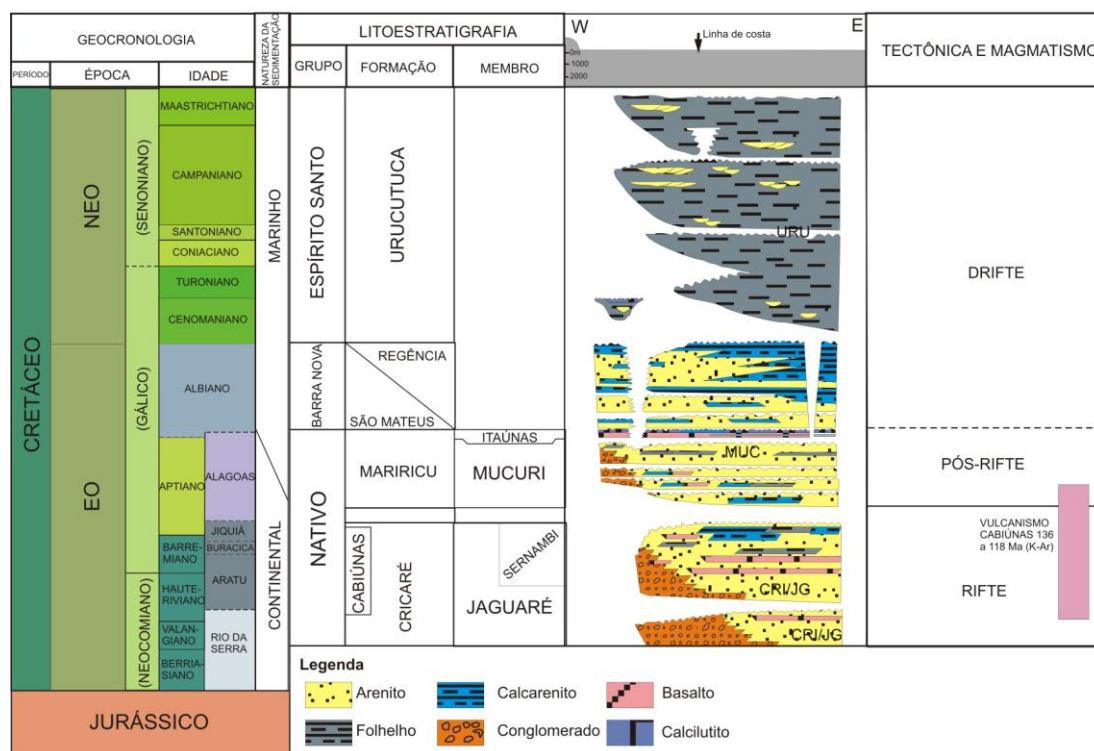 GEOCRONOLOGIA
NATUREZA DA
SEDIMENTAÇÃO
LITOESTRATIGRAFIA
W
E
Linha de costa
0m
1000
2000
TECTÔNICA E MAGMATISMO
PERÍODO
ÉPOCA
IDADE
GRUPO
FORMAÇÃO
MEMBRO
CRETÁCEO
NEO
EO
(SENONIANO)
(GÁLICO)
(NEOCOMIANO)
MAASTRICHTIANO
CAMPANIANO
SANTONIANO
CONIACIANO
TURONIANO
CENOMANIANO
ALBIANO
APTIANO
ALAGOAS
JIQUIÁ
BARRE-
MIANO
BURACICA
ARATU
HAUTE-
RIVIANO
VALAN-
GIANO
RIO DA
SERRA
BERRIA-
SIANO
MARINHO
CONTINENTAL
ESPÍRITO SANTO
URUCUTUCA
BARRA NOVA
REGÊNCIA
SÃO MATEUS
NATIVO
ITAÚNAS
MARIRICU
MUCURI
CABIÚNAS
CRICARÉ
SERNAMBI
JAGUARÉ
URU
MUC
CRI/JG
CRI/JG
DRIFTE
PÓS-RIFTE
VULCANISMO
CABIÚNAS 136
a 118 Ma (K-Ar)
RIFTE
JURÁSSICO
Legenda
Arenito
Calcarenito
Basalto
Folhelho
Conglomerado
Calcilutito